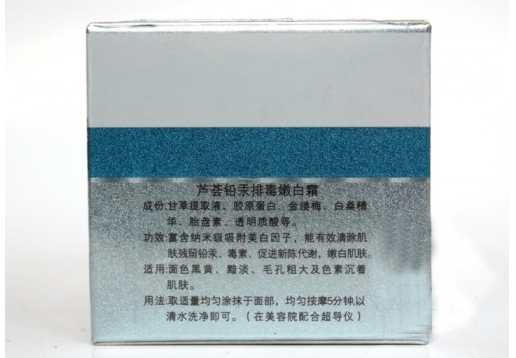 芦荟铅汞排毒嫩白霜
成份:甘草提取液、胶原蛋白、金缕梅、白桑精
华、胎盘素、透明质酸等。
功效:富含纳米级吸附美白因子，能有效清除肌
肤残留铅汞、毒素、促进新陈代谢，嫩白肌肤。
适用:面色黑黄、黯淡、毛孔粗大及色素沉着
肌肤。
用法:取适量均匀涂抹于面部，均匀按摩5分钟,以
清水洗净即可。（在美容院配合超导仪）